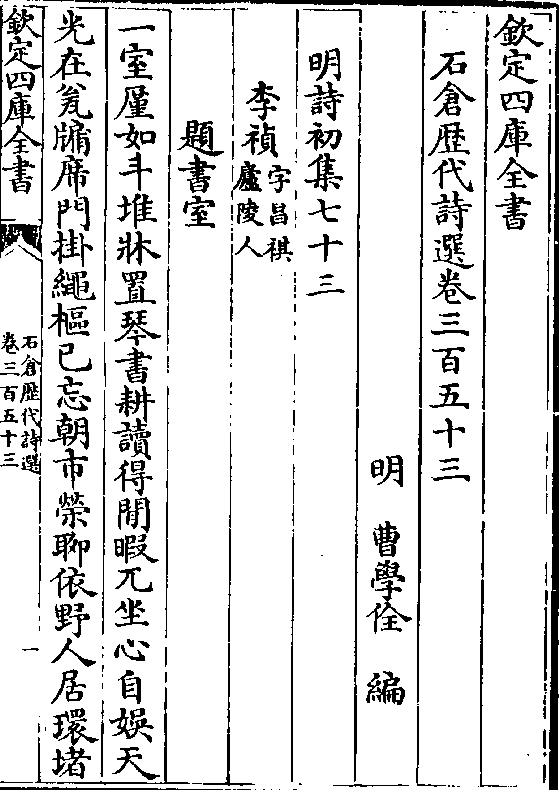 欽定四庫全書
石倉歷代詩選卷三百五十三
明　曹學佺　編
明詩初集七十三
李禎字昌祺廬陵人
題書室
一室廑如斗堆牀置琴書耕讀得閒暇兀坐心自娯天
光在瓮牖席門掛繩樞已忘朝市榮聊依野人居環堵
欽定四庫全書
石倉歷代詩選
卷三百五十三
一